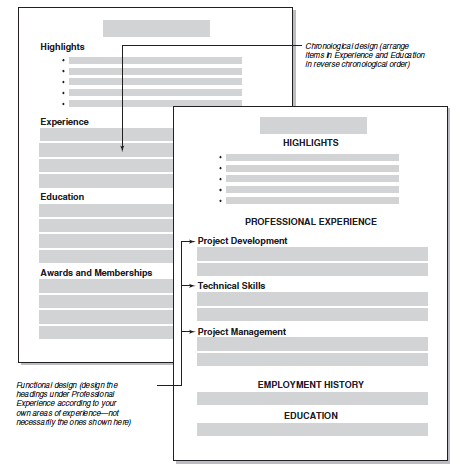 Highlights
Chronological design (arrange
items in Experience and Education
in reverse chronological order)
Experience
Education
Awards and Memberships
HIGHLIGHTS
PROFESSIONAL EXPERIENCE
Project Development
Technical Skills
Project Management
EMPLOYMENT HISTORY
EDUCATION
Functional design (design the
headings under Professional
Experience according to your
own areas of experience—not
necessarily the ones shown here)